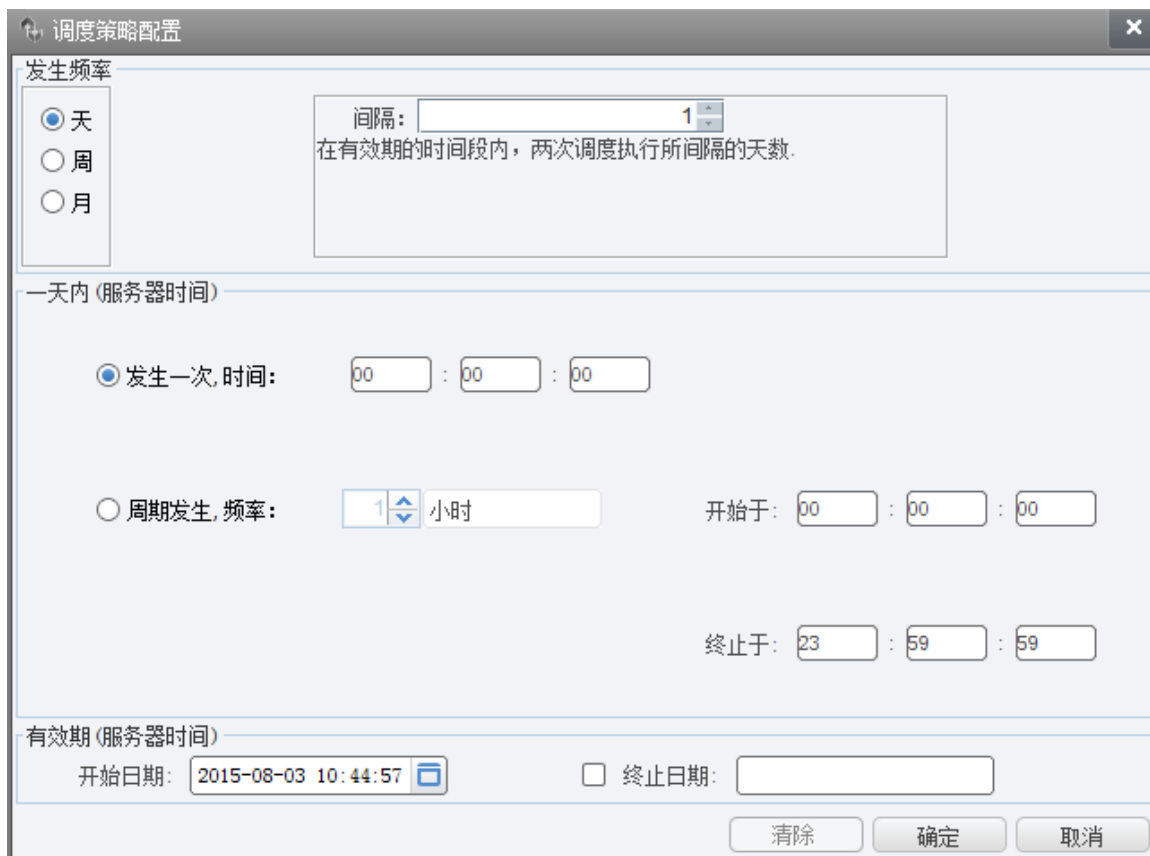 调度策略配置
发生频率
天
周
月
间隔: 1
在有效期的时间段内，两次调度执行所间隔的天数.
一天内(服务器时间)
发生一次,时间: 00 : 00 : 00
周期发生,频率: 1 小时 开始于: 00 : 00 : 00
终止于: 23 : 59 : 59
有效期(服务器时间)
开始日期: 2015-08-03 10:44:57 终止日期:
清除 确定 取消